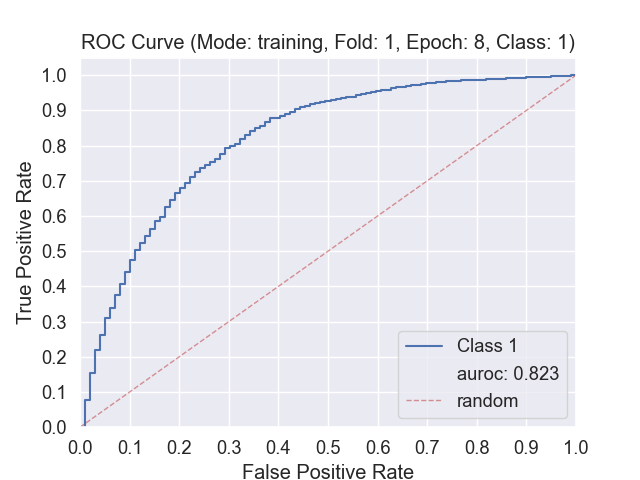 ROC Curve (Mode: training, Fold: 1, Epoch: 8, Class: 1)
True Positive Rate
1.0
0.9
0.8
0.7
0.6
0.5
0.4
0.3
0.2
0.1
0.0
Class 1
auroc: 0.823
random
0.0 0.1 0.2 0.3 0.4 0.5 0.6 0.7 0.8 0.9 1.0
False Positive Rate